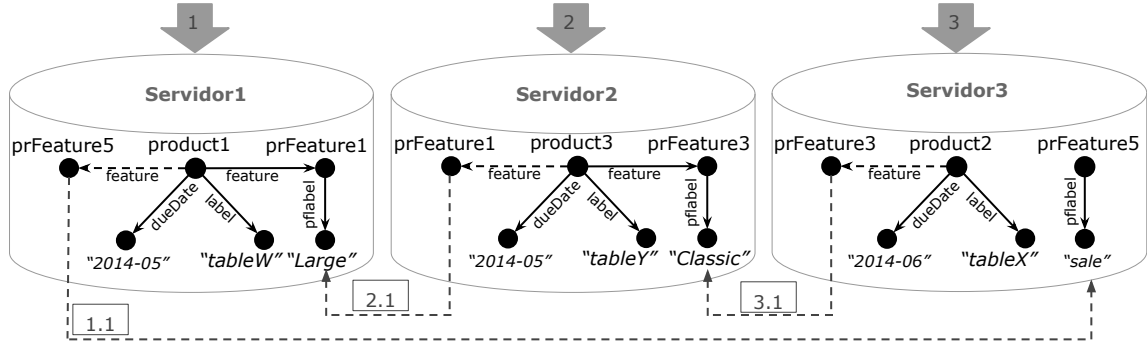 1 2 3
Servidor1 Servidor2 Servidor3
prFeature5 product1 prFeature1 prFeature1 product3 prFeature3 prFeature3 product2 prFeature5
feature feature feature feature feature
dueDate label pflabel dueDate label pflabel dueDate label pflabel
“2014-05” “tableW” “Large” “2014-05” “tableY” “Classic” “2014-06” “tableX” “sale”
1.1 2.1 3.1